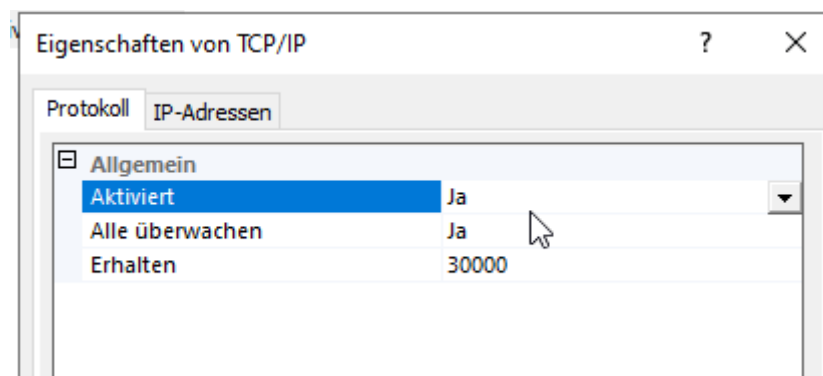 Eigenschaften von TCP/IP ?
Protokoll IP-Adressen
Allgemein
Aktiviert Ja
Alle überwachen Ja
Erhalten 30000